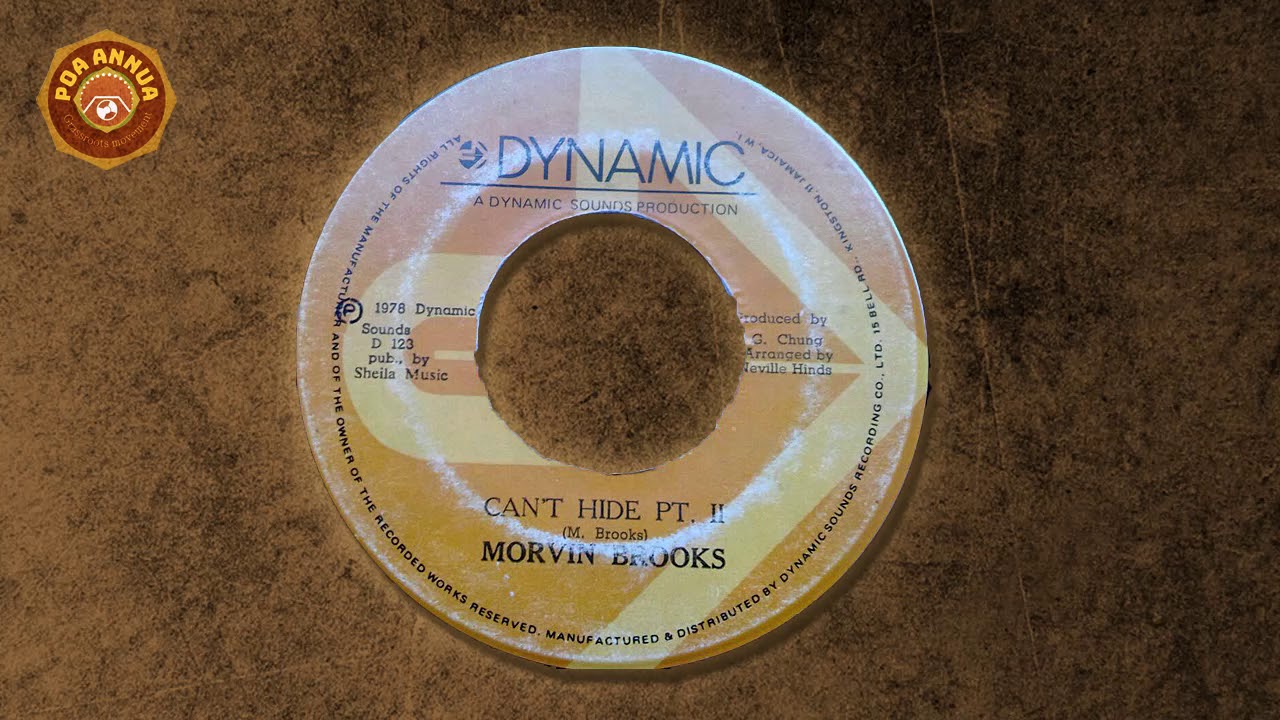 POA ANNUA
Grassroots movement
DYNAMIC
A DYNAMIC SOUNDS PRODUCTION
P 1978 Dynamic
Sounds
D 123
pub., by
Sheila Music
roduced by
G. Chung
Arranged by
Neville Hinds
CAN'T HIDE PT. II
(M. Brooks)
MORVIN BROOKS
ALL RIGHTS OF THE MANUFACTURER AND OF THE OWNER OF THE RECORDED WORKS RESERVED. MANUFACTURED & DISTRIBUTED BY DYNAMIC SOUNDS RECORDING CO., LTD. 15 BELL RD., KINGSTON 11 JAMAICA, W.I.